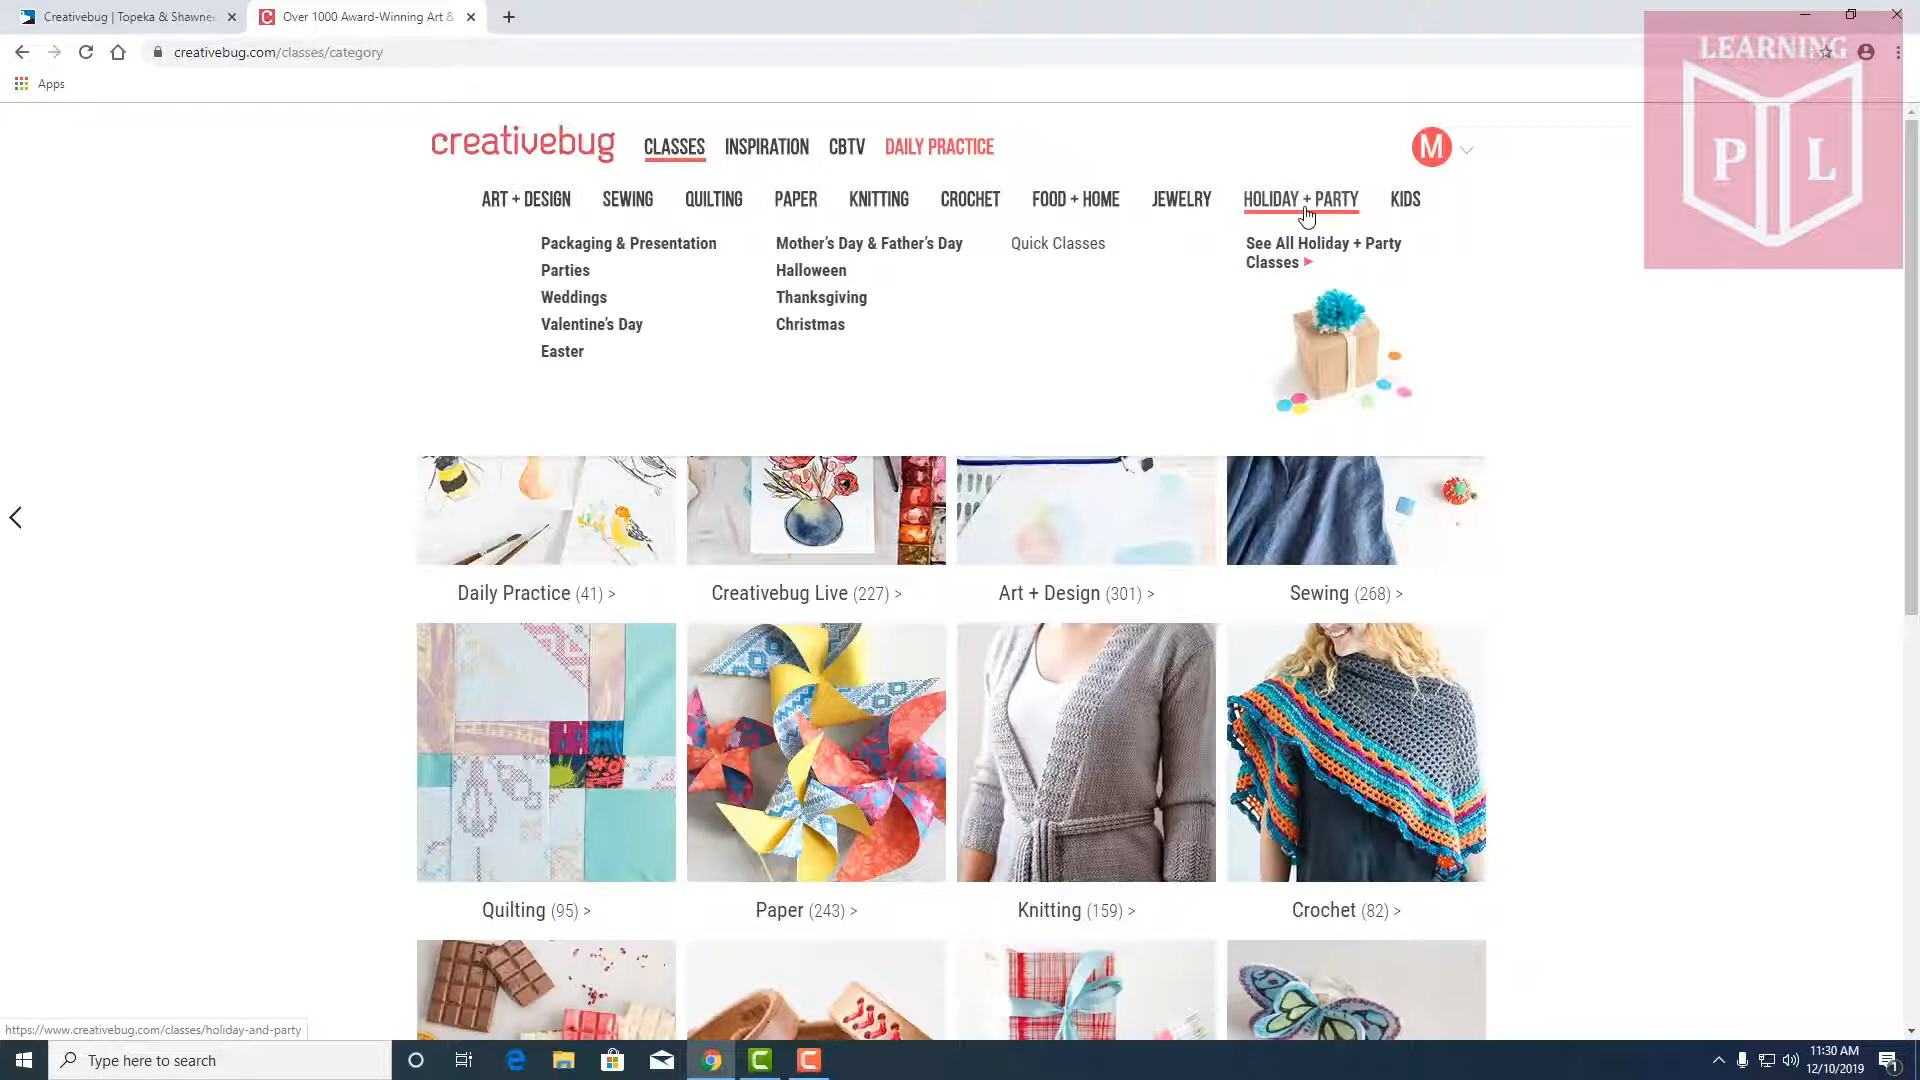 Creativebug | Topeka & Shawnee
Over 1000 Award-Winning Art &
creativebug.com/classes/category
Apps
LEARNING
P L
creativebug CLASSES INSPIRATION CBTV DAILY PRACTICE M
ART + DESIGN SEWING QUILTING PAPER KNITTING CROCHET FOOD + HOME JEWELRY HOLIDAY + PARTY KIDS
Packaging & Presentation
Parties
Weddings
Valentine's Day
Easter
Mother's Day & Father's Day
Halloween
Thanksgiving
Christmas
Quick Classes
See All Holiday + Party
Classes
Daily Practice (41) >
Creativebug Live (227) >
Art + Design (301) >
Sewing (268) >
Quilting (95) >
Paper (243) >
Knitting (159) >
Crochet (82) >
https://www.creativebug.com/classes/holiday-and-party
Type here to search
11:30 AM
12/10/2019
1